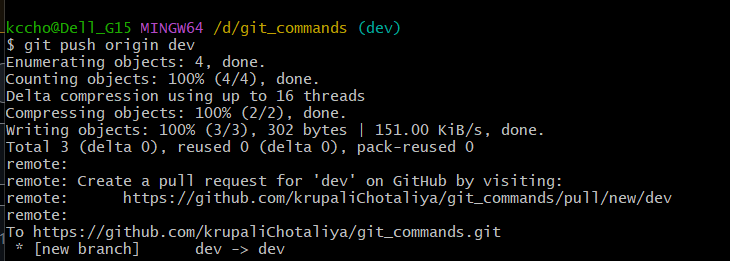 kccho@Dell_G15 MINGW64 /d/git_commands (dev)
$ git push origin dev
Enumerating objects: 4, done.
Counting objects: 100% (4/4), done.
Delta compression using up to 16 threads
Compressing objects: 100% (2/2), done.
Writing objects: 100% (3/3), 302 bytes | 151.00 KiB/s, done.
Total 3 (delta 0), reused 0 (delta 0), pack-reused 0
remote:
remote: Create a pull request for 'dev' on GitHub by visiting:
remote:      https://github.com/krupaliChotaliya/git_commands/pull/new/dev
remote:
To https://github.com/krupaliChotaliya/git_commands.git
 * [new branch]      dev -> dev